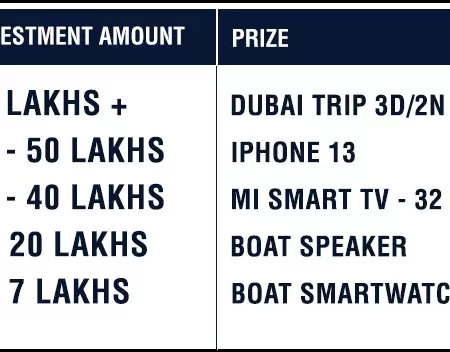 ESTMENT AMOUNT PRIZE
LAKHS + DUBAI TRIP 3D/2N
- 50 LAKHS IPHONE 13
- 40 LAKHS MI SMART TV - 32
20 LAKHS BOAT SPEAKER
7 LAKHS BOAT SMARTWATC